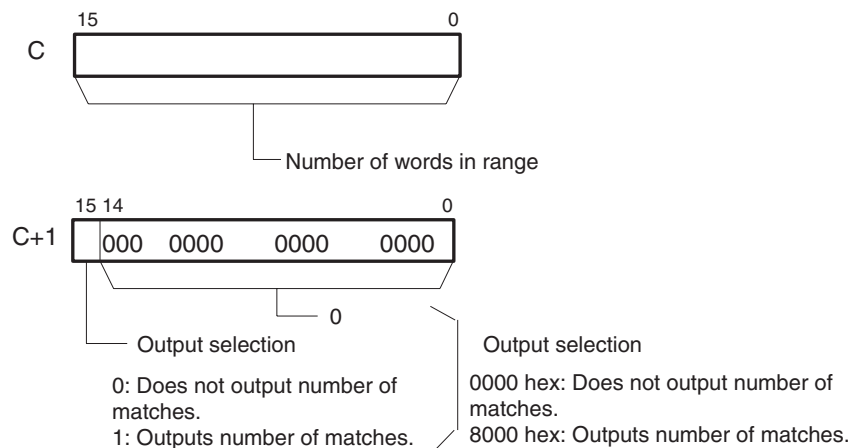 15 0
C
Number of words in range
15 14 0
C+1 000 0000 0000 0000
0
Output selection
0: Does not output number of
matches.
1: Outputs number of matches.
Output selection
0000 hex: Does not output number of
matches.
8000 hex: Outputs number of matches.